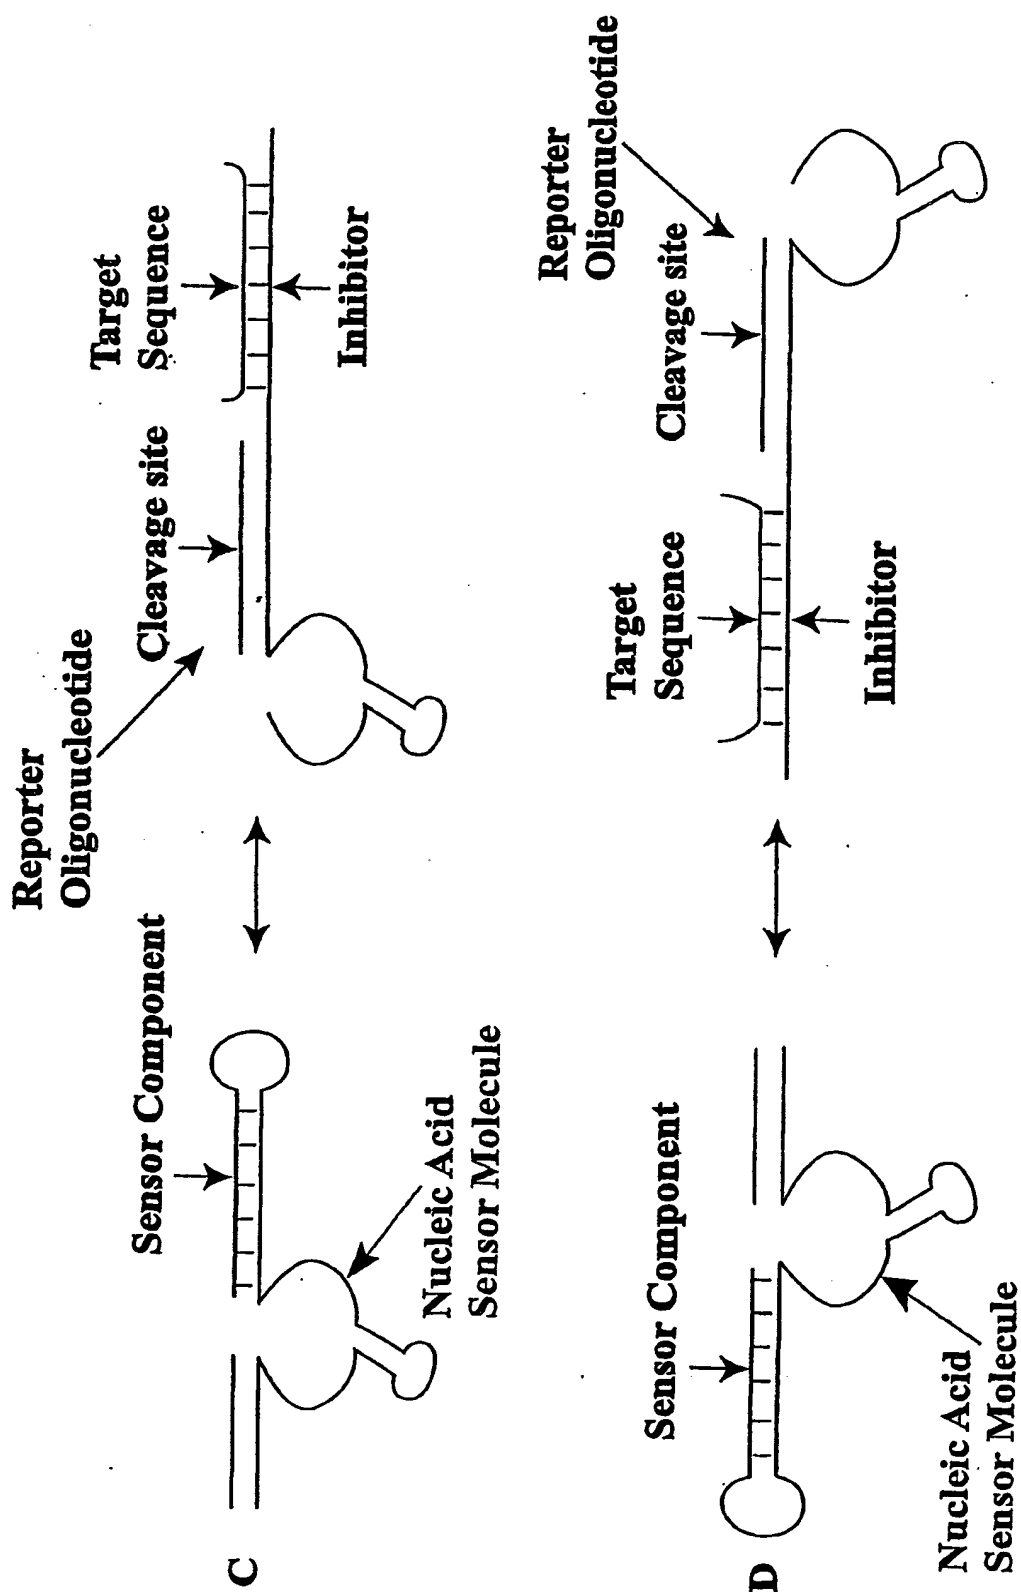 C
Sensor Component
Nucleic Acid
Sensor Molecule
Reporter
Oligonucleotide
Cleavage site
Target
Sequence
Inhibitor
D
Sensor Component
Nucleic Acid
Sensor Molecule
Target
Sequence
Inhibitor
Reporter
Oligonucleotide
Cleavage site